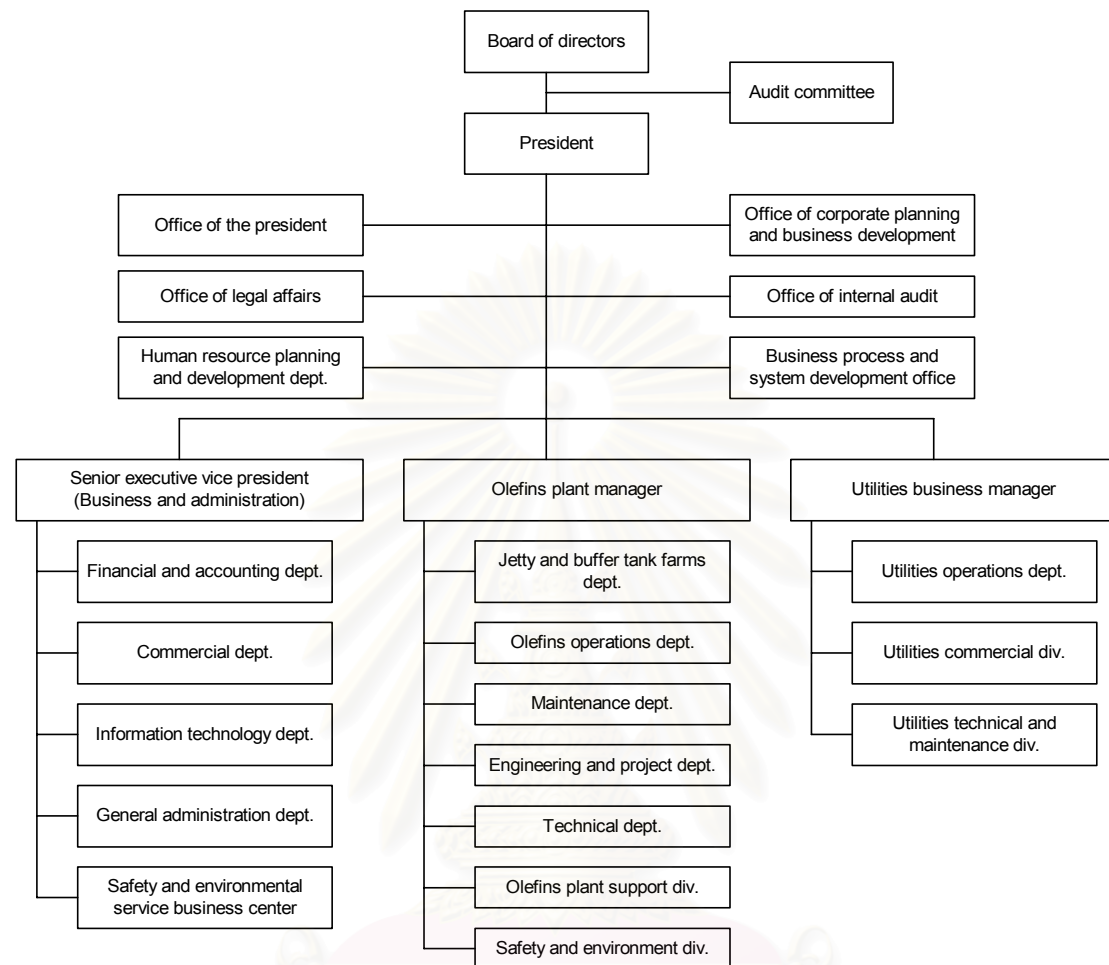 Board of directors
Audit committee
President
Office of the president
Office of corporate planning
and business development
Office of legal affairs
Office of internal audit
Human resource planning
and development dept.
Business process and
system development office
Senior executive vice president
(Business and administration)
Olefins plant manager
Utilities business manager
Financial and accounting dept.
Commercial dept.
Information technology dept.
General administration dept.
Safety and environmental
service business center
Jetty and buffer tank farms
dept.
Olefins operations dept.
Maintenance dept.
Engineering and project dept.
Technical dept.
Olefins plant support div.
Safety and environment div.
Utilities operations dept.
Utilities commercial div.
Utilities technical and
maintenance div.